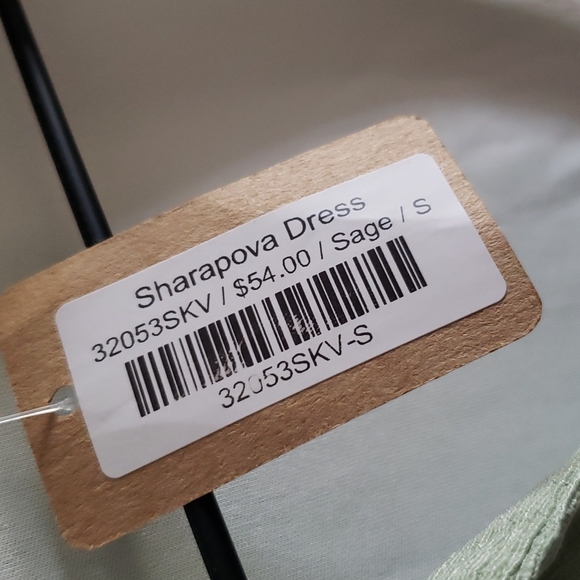 Sharapova Dress
32053SKV / $54.00 / Sage / S
32053SKV-S